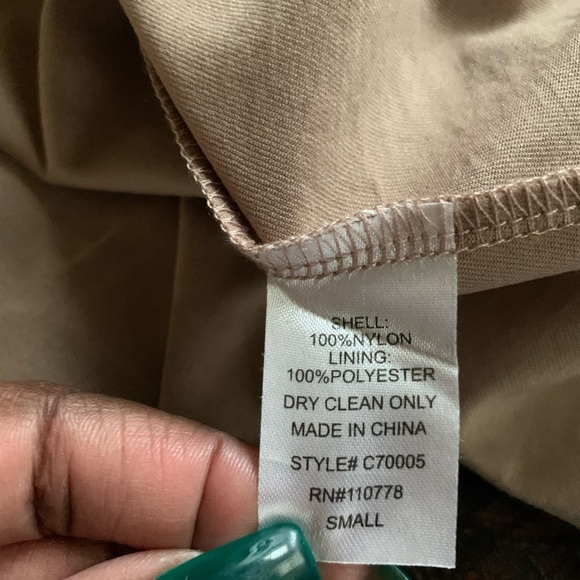 SHELL:
100%NYLON
LINING:
100%POLYESTER
DRY CLEAN ONLY
MADE IN CHINA
STYLE# C70005
RN#110778
SMALL